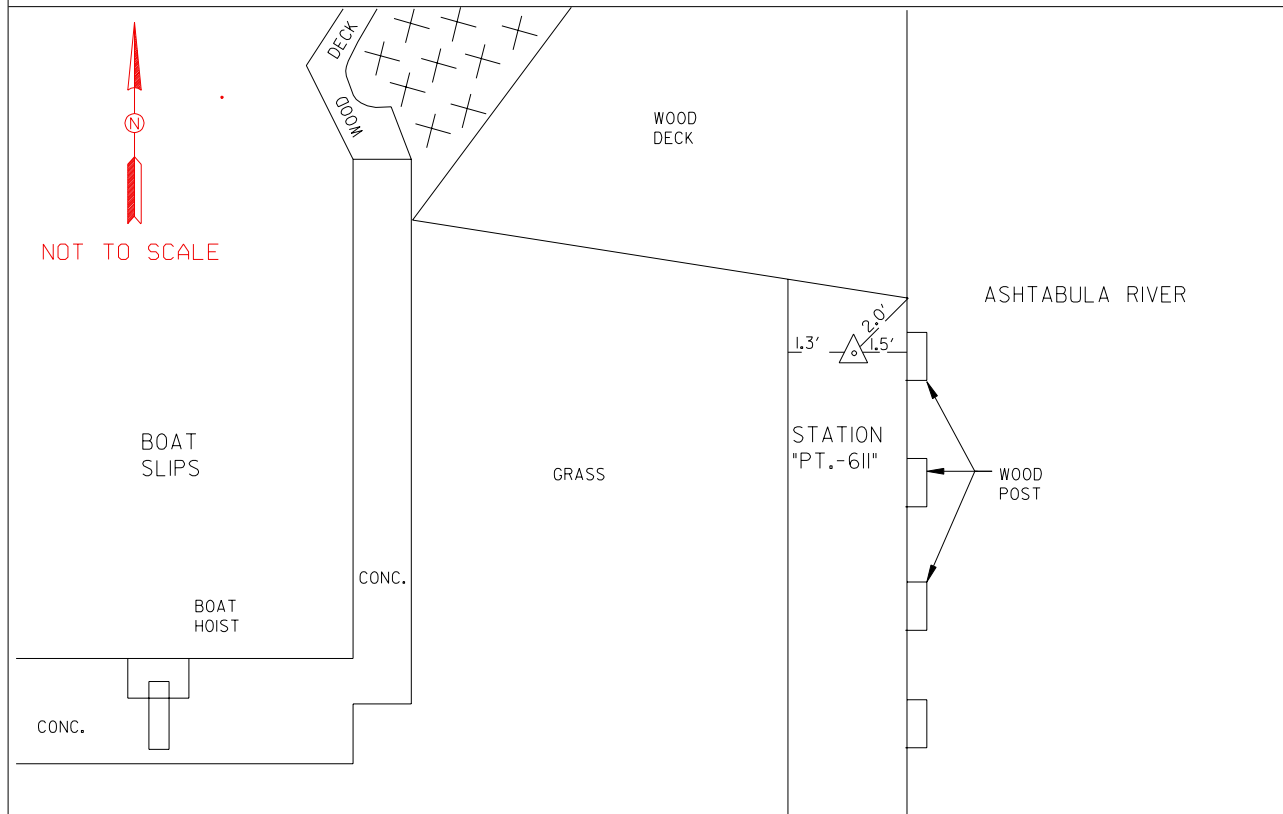 DECK
WOOD
WOOD
DECK
N
NOT TO SCALE
ASHTABULA RIVER
2.0'
1.3'
1.5'
BOAT
SLIPS
STATION
"PT.-611"
GRASS
WOOD
POST
CONC.
BOAT
HOIST
CONC.